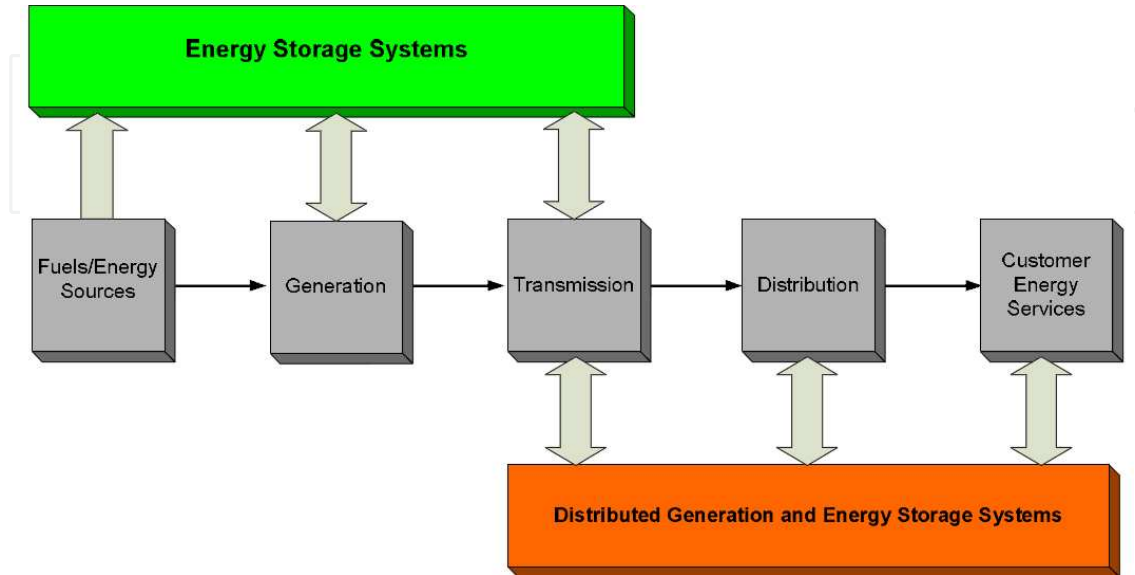 Energy Storage Systems
Fuels/Energy
Sources
Generation
Transmission
Distribution
Customer
Energy
Services
Distributed Generation and Energy Storage Systems